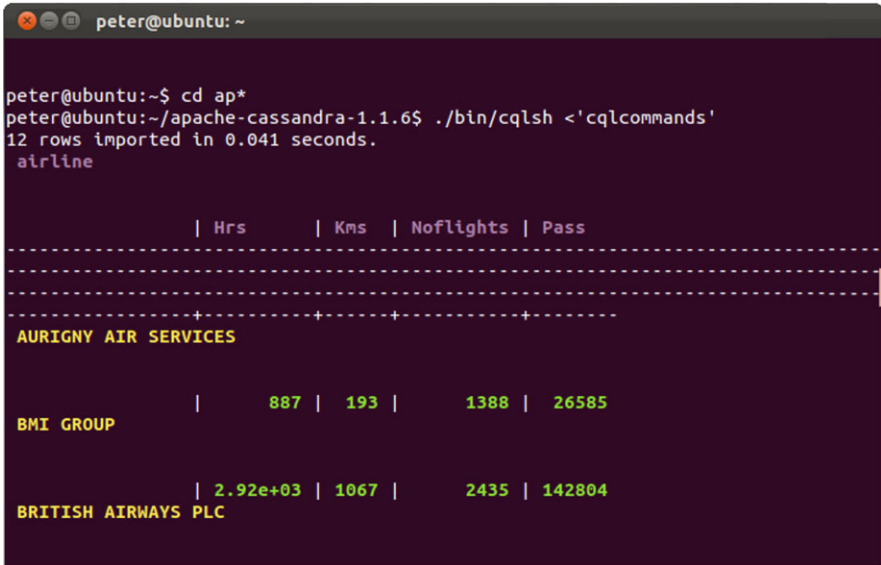 peter@ubuntu: ~
peter@ubuntu:~$ cd ap*
peter@ubuntu:~/apache-cassandra-1.1.6$ ./bin/cqlsh <'cqlcommands'
12 rows imported in 0.041 seconds.
airline
| Hrs | Kms | Noflights | Pass
--------------------------------------------------------------------------------
--------------------------------------------------------------------------------
--------------------------------------------------------------------------------
-----------------+----------+------+-----------+--------
AURIGNY AIR SERVICES
| 887 | 193 | 1388 | 26585
BMI GROUP
| 2.92e+03 | 1067 | 2435 | 142804
BRITISH AIRWAYS PLC